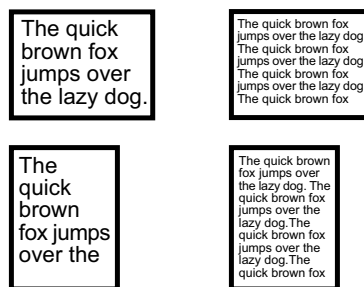 The quick
brown fox
jumps over
the lazy dog.
The quick brown fox
jumps over the lazy dog
The quick brown fox
jumps over the lazy dog
The quick brown fox
jumps over the lazy dog
The quick brown fox
The
quick
brown
fox jumps
over the
The quick brown
fox jumps over
the lazy dog. The
quick brown fox
jumps over the
lazy dog.The
quick brown fox
jumps over the
lazy dog.The
quick brown fox